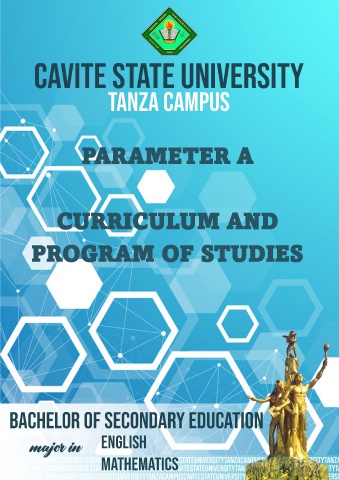 CAVITE STATE UNIVERSITY
TANZA CAMPUS
PARAMETER A
CURRICULUM AND
PROGRAM OF STUDIES
BACHELOR OF SECONDARY EDUCATION
major in ENGLISH
MATHEMATICS